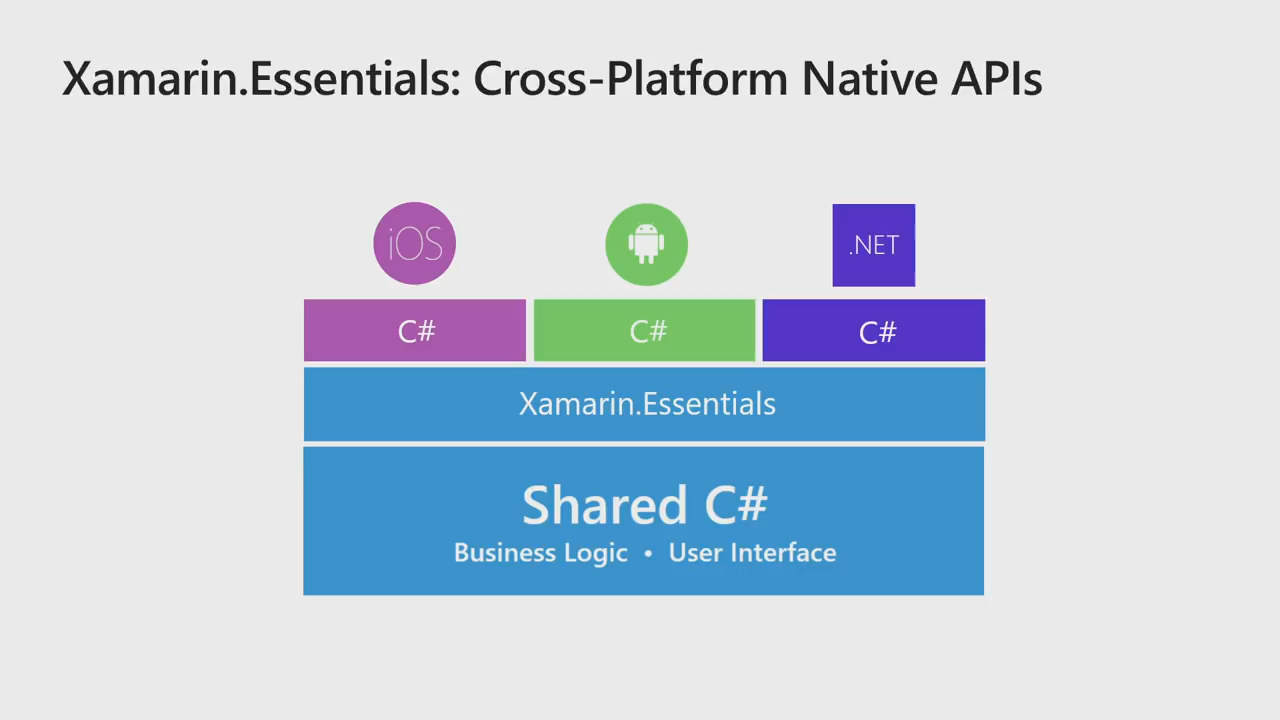 Xamarin.Essentials: Cross-Platform Native APIs
iOS
.NET
C#
C#
C#
Xamarin.Essentials
Shared C#
Business Logic • User Interface